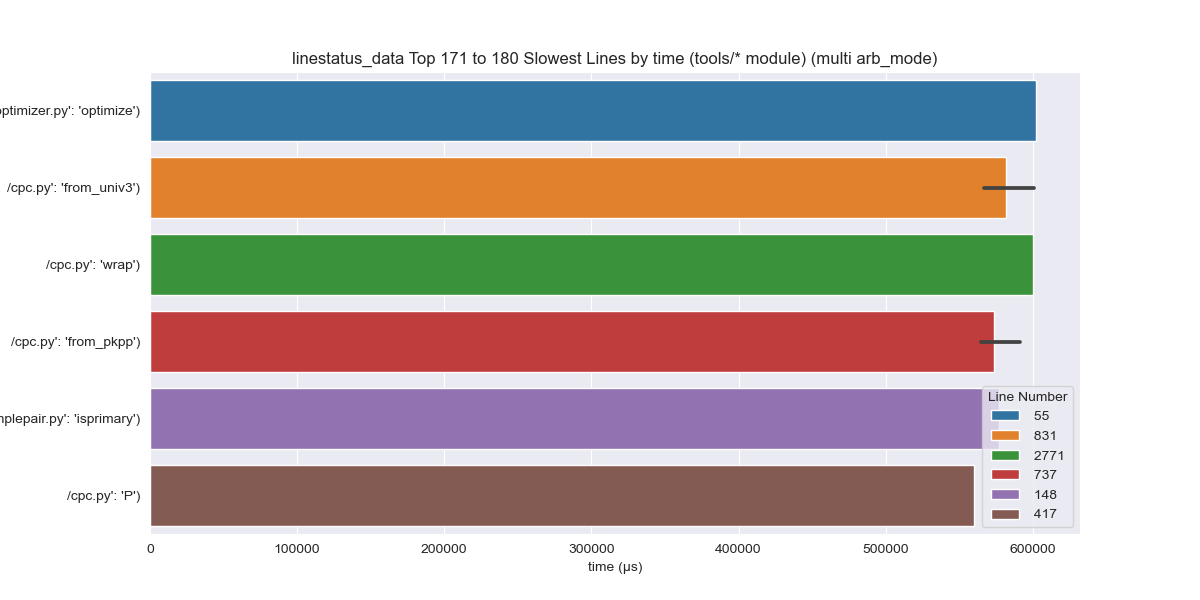 linestatus_data Top 171 to 180 Slowest Lines by time (tools/* module) (multi arb_mode)
optimizer.py': 'optimize')
/cpc.py': 'from_univ3')
/cpc.py': 'wrap')
/cpc.py': 'from_pkpp')
mplepair.py': 'isprimary')
/cpc.py': 'P')
Line Number
55
831
2771
737
148
417
0 100000 200000 300000 400000 500000 600000
time (µs)